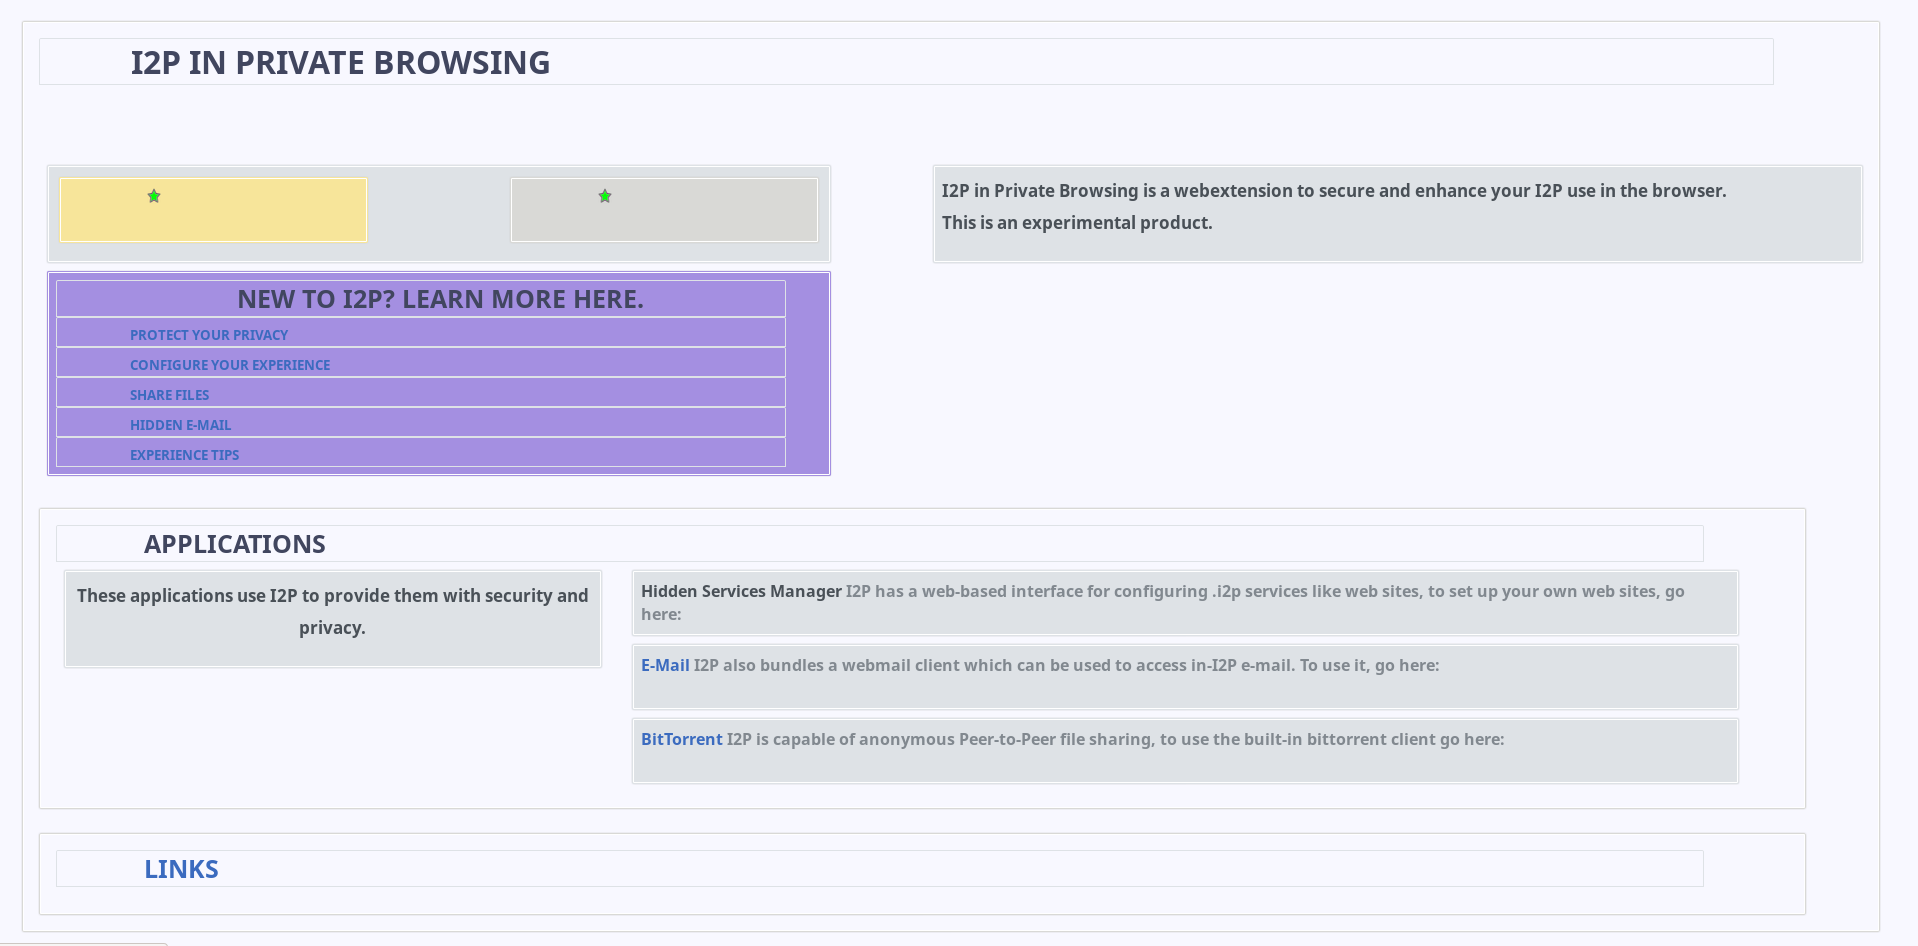 I2P IN PRIVATE BROWSING
I2P in Private Browsing is a webextension to secure and enhance your I2P use in the browser.
This is an experimental product.
NEW TO I2P? LEARN MORE HERE.
PROTECT YOUR PRIVACY
CONFIGURE YOUR EXPERIENCE
SHARE FILES
HIDDEN E-MAIL
EXPERIENCE TIPS
APPLICATIONS
These applications use I2P to provide them with security and
privacy.
Hidden Services Manager I2P has a web-based interface for configuring .i2p services like web sites, to set up your own web sites, go
here:
E-Mail I2P also bundles a webmail client which can be used to access in-I2P e-mail. To use it, go here:
BitTorrent I2P is capable of anonymous Peer-to-Peer file sharing, to use the built-in bittorrent client go here:
LINKS